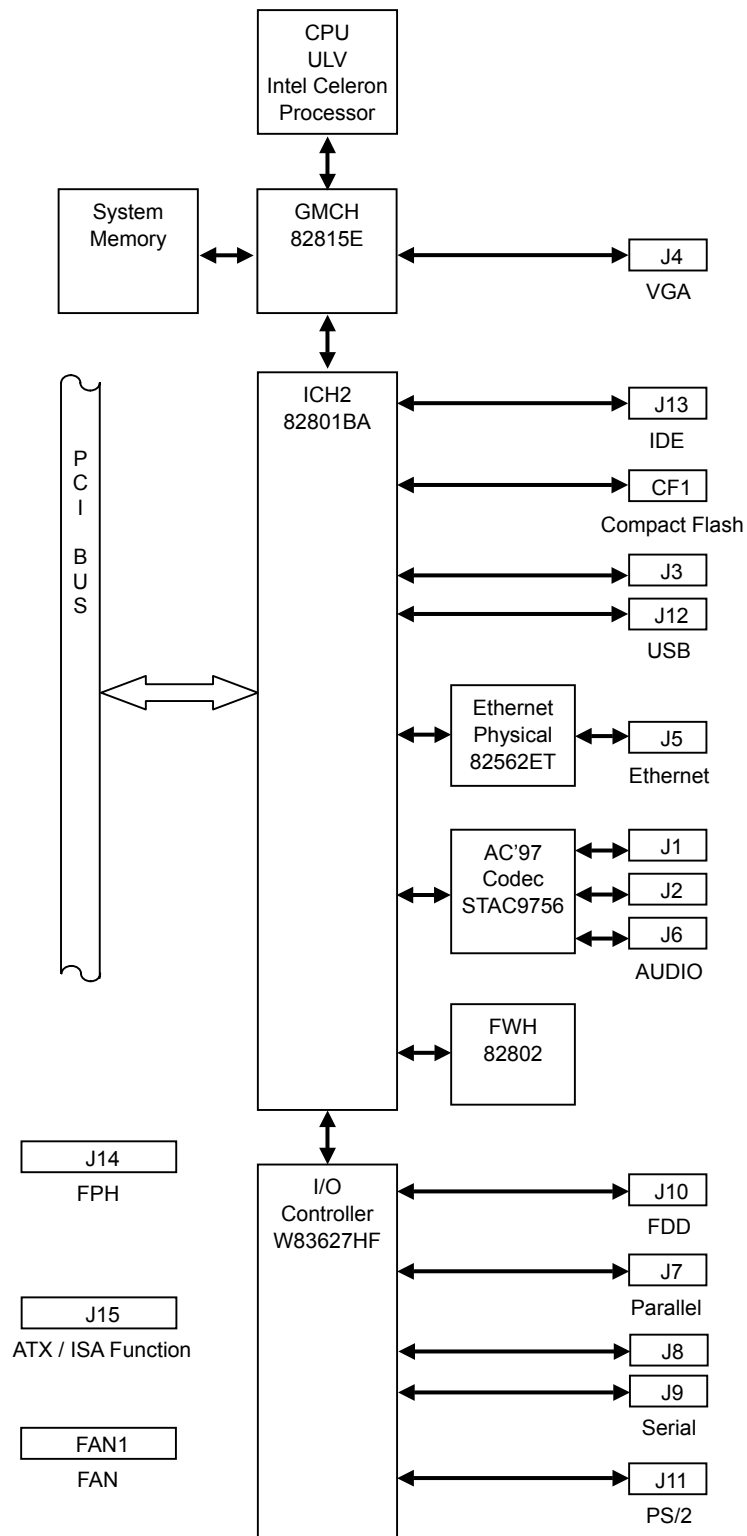 CPU
ULV
Intel Celeron
Processor
System
Memory
GMCH
82815E
J4
VGA
PCI BUS
ICH2
82801BA
J13
IDE
CF1
Compact Flash
J3
J12
USB
Ethernet
Physical
82562ET
J5
Ethernet
AC’97
Codec
STAC9756
J1
J2
J6
AUDIO
FWH
82802
J14
FPH
I/O
Controller
W83627HF
J10
FDD
J7
Parallel
J15
ATX / ISA Function
J8
J9
Serial
FAN1
FAN
J11
PS/2